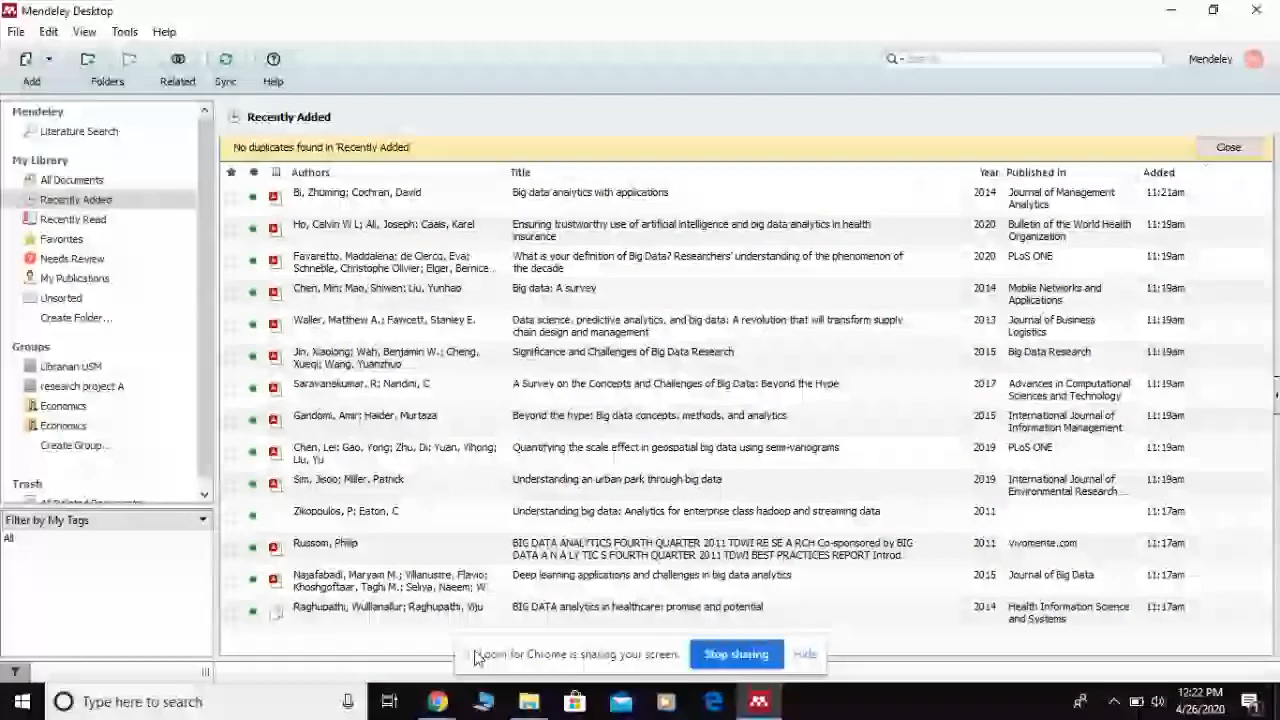 Mendeley Desktop
File Edit View Tools Help
Add Folders Related Sync Help
Mendeley
Mendeley
Literature Search
My Library
All Documents
Recently Added
Recently Read
Favorites
Needs Review
My Publications
Unsorted
Create Folder...
Groups
Librarian USM
research project A
Economics
Economics
Create Group...
Trash
Filter by My Tags
All
Recently Added
No duplicates found in 'Recently Added'
Close
Authors Title Year Published In Added
Bi, Zhuming; Cochran, David Big data analytics with applications 2014 Journal of Management 11:21am
Analytics
Ho, Calvin W L; Ali, Joseph; Caals, Karel Ensuring trustworthy use of artificial intelligence and big data analytics in health 2020 Bulletin of the World Health 11:19am
insurance Organization
Favaretto, Maddalena; de Clercq, Eva; What is your definition of Big Data? Researchers' understanding of the phenomenon of 2020 PLoS ONE 11:19am
Schneble, Christophe Olivier; Elger, Bernice... the decade
Chen, Min; Mao, Shiwen; Liu, Yunhao Big data: A survey 2014 Mobile Networks and 11:19am
Applications
Waller, Matthew A.; Fawcett, Stanley E. Data science, predictive analytics, and big data: A revolution that will transform supply 2013 Journal of Business 11:19am
chain design and management Logistics
Jin, Xiaolong; Wah, Benjamin W.; Cheng, Significance and Challenges of Big Data Research 2015 Big Data Research 11:19am
Xueqi; Wang, Yuanzhuo
Saravanakumar, R; Nandini, C A Survey on the Concepts and Challenges of Big Data: Beyond the Hype 2017 Advances in Computational 11:19am
Sciences and Technology
Gandomi, Amir; Haider, Murtaza Beyond the hype: Big data concepts, methods, and analytics 2015 International Journal of 11:19am
Information Management
Chen, Lei; Gao, Yong; Zhu, Di; Yuan, Yihong; Quantifying the scale effect in geospatial big data using semi-variograms 2019 PLoS ONE 11:19am
Liu, Yu
Sim, Jisoo; Miller, Patrick Understanding an urban park through big data 2019 International Journal of 11:19am
Environmental Research...
Zikopoulos, P; Eaton, C Understanding big data: Analytics for enterprise class hadoop and streaming data 2011 11:17am
Russom, Philip BIG DATA ANALYTICS FOURTH QUARTER 2011 TDWI RE SE A RCH Co-sponsored by BIG 2011 vivomente.com 11:17am
DATA A N A LY TIC S FOURTH QUARTER 2011 TDWI BEST PRACTICES REPORT Introd...
Najafabadi, Maryam M.; Villanustre, Flavio; Deep learning applications and challenges in big data analytics 2015 Journal of Big Data 11:17am
Khoshgoftaar, Taghi M.; Seliya, Naeem; W...
Raghupathi, Wullianallur; Raghupathi, Viju BIG DATA analytics in healthcare: promise and potential 2014 Health Information Science 11:17am
and Systems
Loom for Chrome is sharing your screen. Stop sharing Hide
Type here to search
12:22 PM
4/26/2020